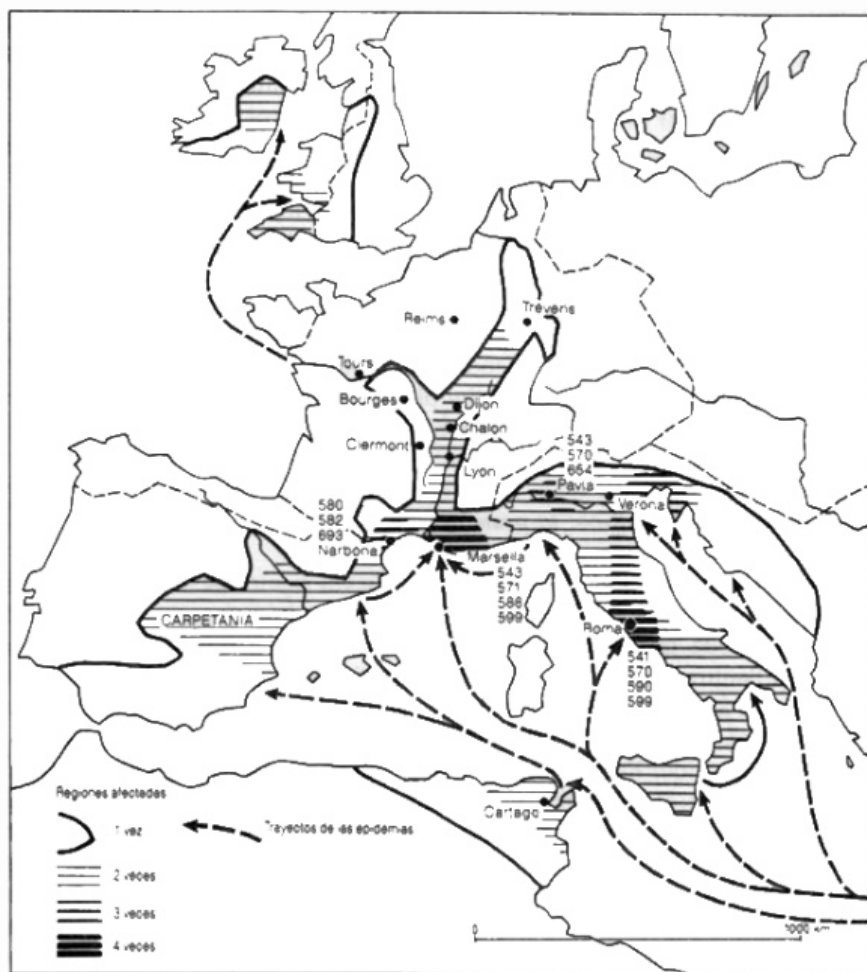 Reims
Trévens
Tours
Bourges
Dijon
Chalon
Clermont
Lyon
543
570
664
Pavia
Verona
580
582
693
Narbona
Marsella
543
571
586
599
CARPETANIA
Roma
541
570
590
599
Cartago
Regiones afectadas
1 vez
Trayectos de las epidemias
2 veces
3 veces
4 veces
0
1000 km